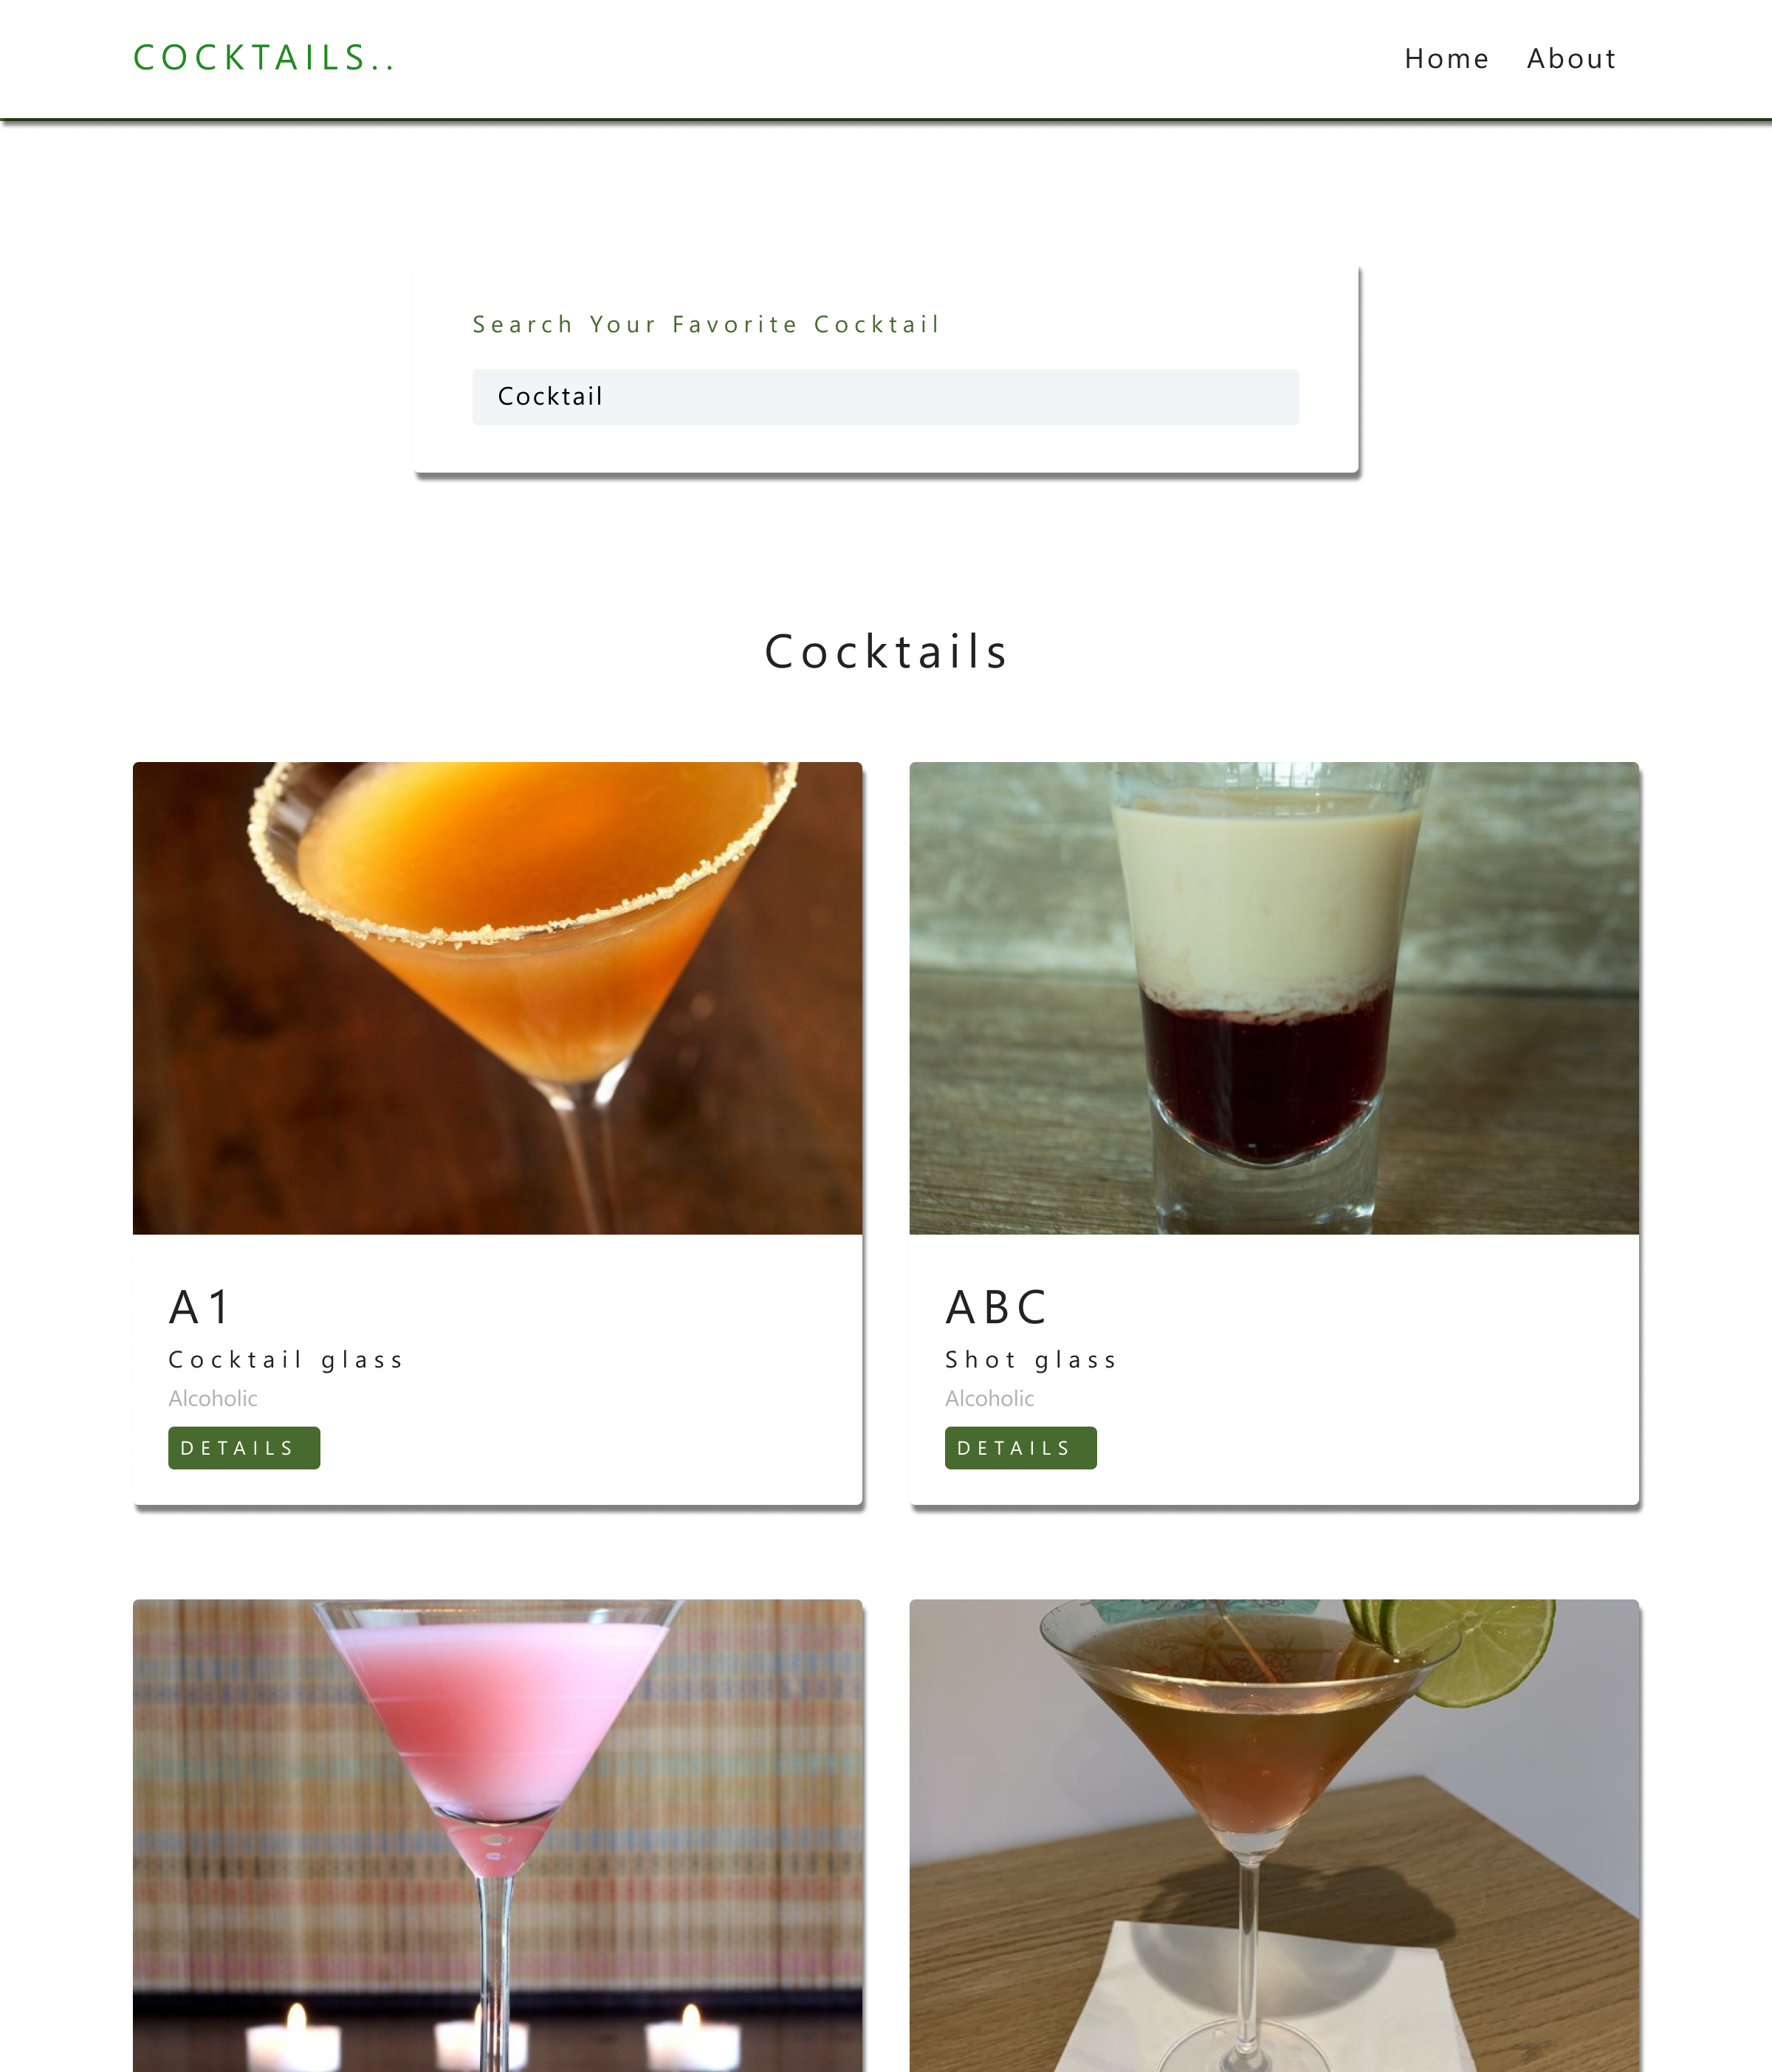 COCKTAILS..
Home About
Search Your Favorite Cocktail
Cocktail
Cocktails
A1
Cocktail glass
Alcoholic
DETAILS
ABC
Shot glass
Alcoholic
DETAILS